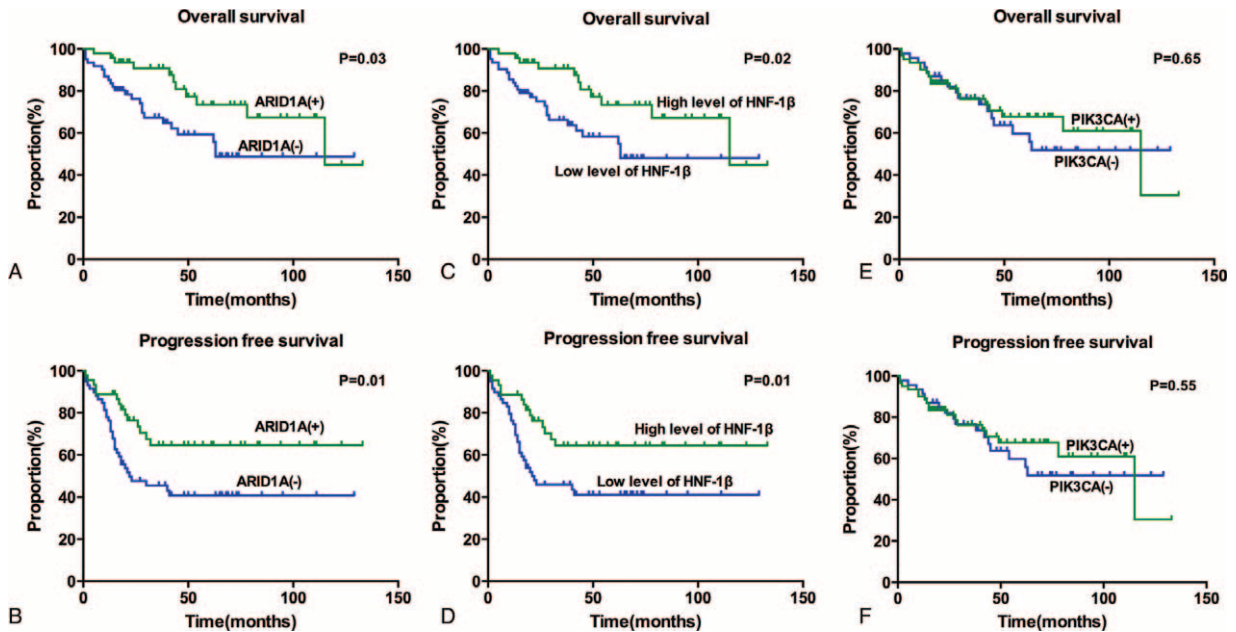 Overall survival
P=0.03
ARID1A(+)
ARID1A(-)
Proportion(%)
100
80
60
40
20
0
0 50 100 150
Time(months)
A
Overall survival
P=0.02
High level of HNF-1β
Low level of HNF-1β
Proportion(%)
100
80
60
40
20
0
0 50 100 150
Time(months)
C
Overall survival
P=0.65
PIK3CA(+)
PIK3CA(-)
Proportion(%)
100
80
60
40
20
0
0 50 100 150
Time(months)
E
Progression free survival
P=0.01
ARID1A(+)
ARID1A(-)
Proportion(%)
100
80
60
40
20
0
0 50 100 150
Time(months)
B
Progression free survival
P=0.01
High level of HNF-1β
Low level of HNF-1β
Proportion(%)
100
80
60
40
20
0
0 50 100 150
Time(months)
D
Progression free survival
P=0.55
PIK3CA(+)
PIK3CA(-)
Proportion(%)
100
80
60
40
20
0
0 50 100 150
Time(months)
F